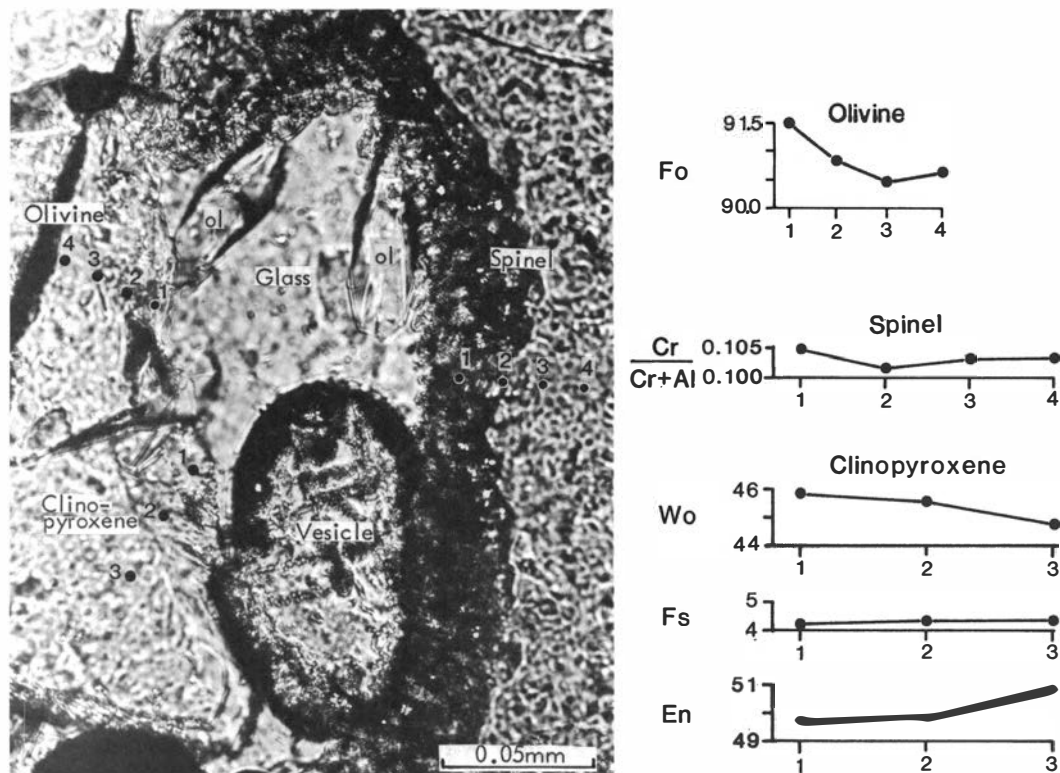 Olivine
4
3
2
1
ol
Glass
ol
Spinel
1
2
3
4
1
Clino-
pyroxene
2
3
Vesicle
0.05mm
Olivine
91.5
Fo
90.0
1 2 3 4
Spinel
Cr
Cr+Al
0.105
0.100
1 2 3 4
Clinopyroxene
46
Wo
44
1 2 3
5
Fs
4
1 2 3
51
En
49
1 2 3